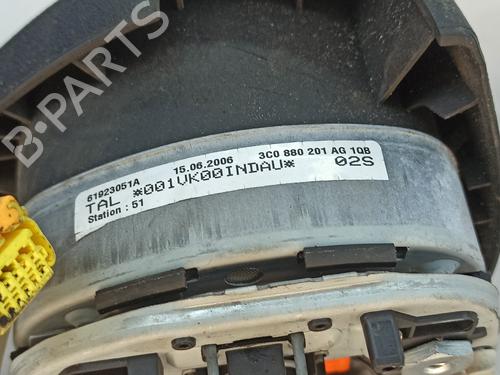 61923051A 15.06.2006 3C0 880 201 AG 1QB
TAL *001VK00INDAU* 02S
Station : 51
B-PARTS